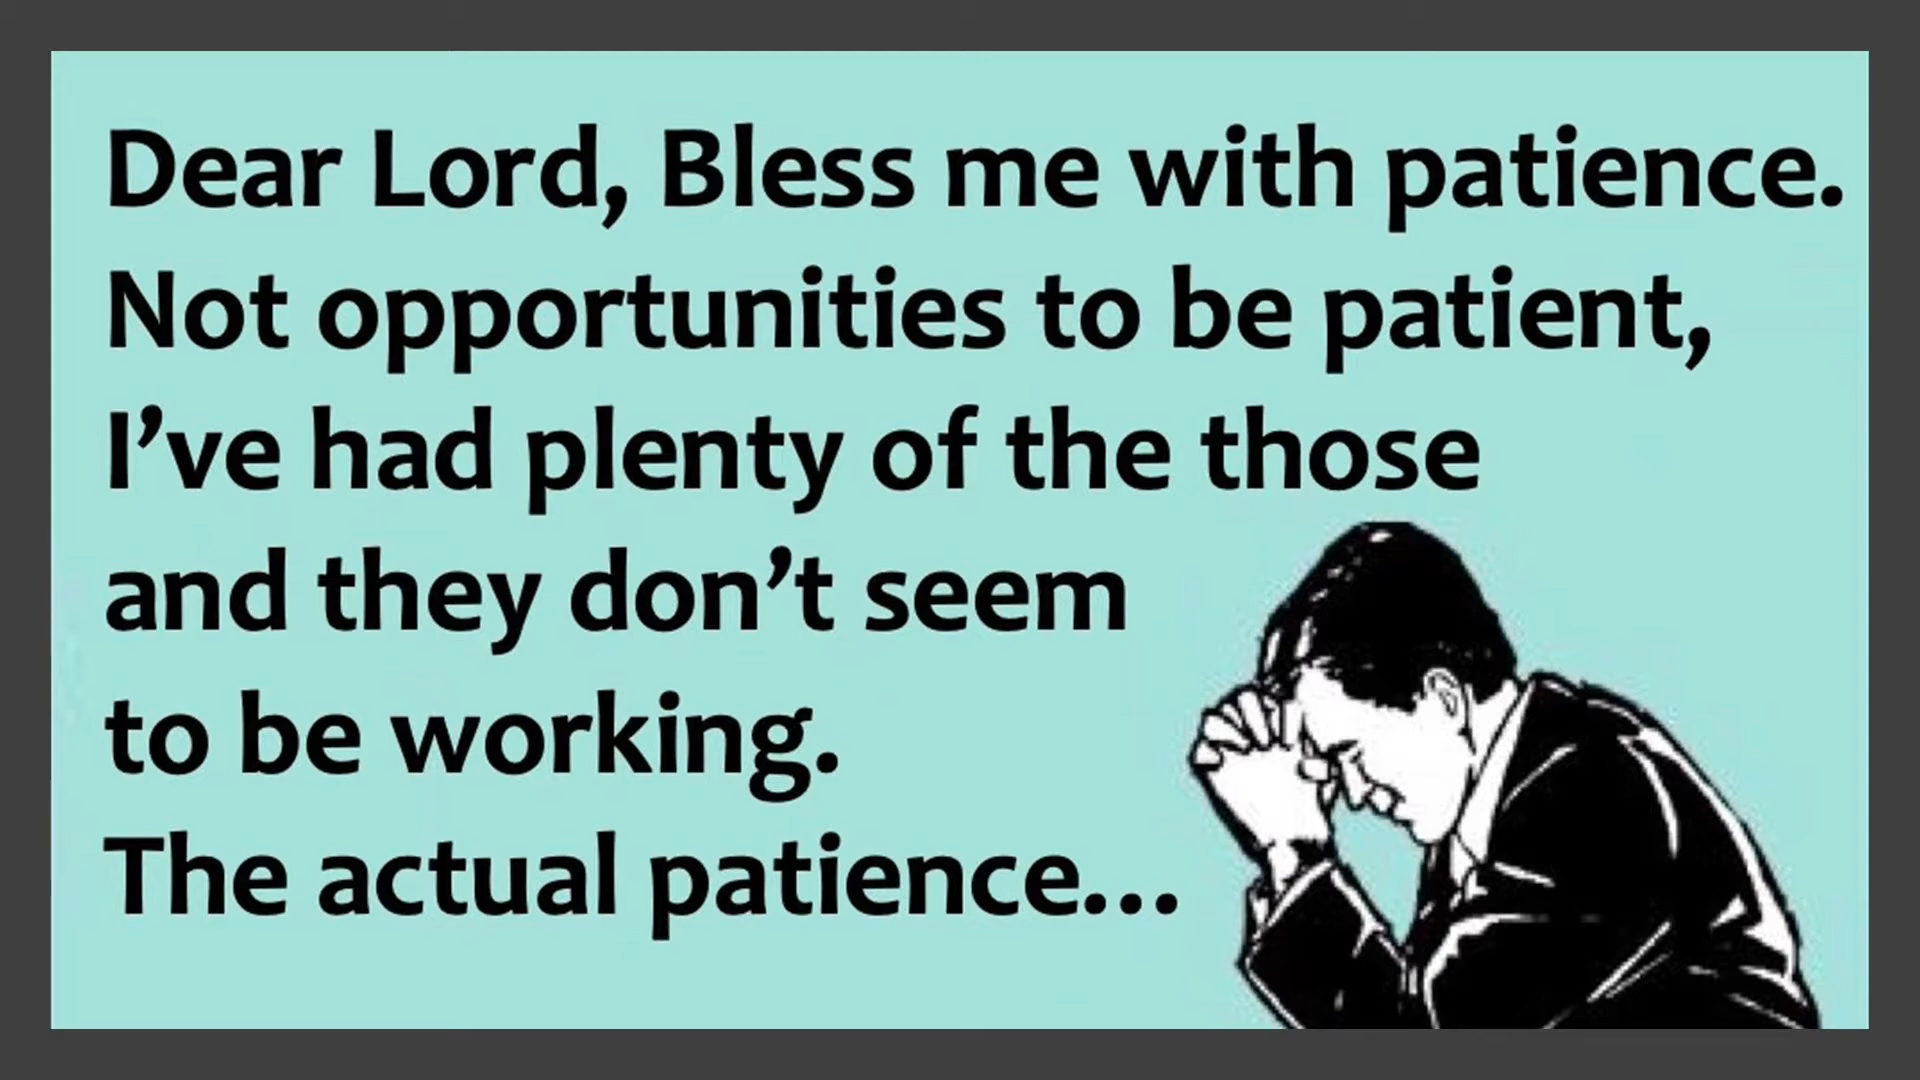 Dear Lord, Bless me with patience.
Not opportunities to be patient,
I’ve had plenty of the those
and they don’t seem
to be working.
The actual patience...